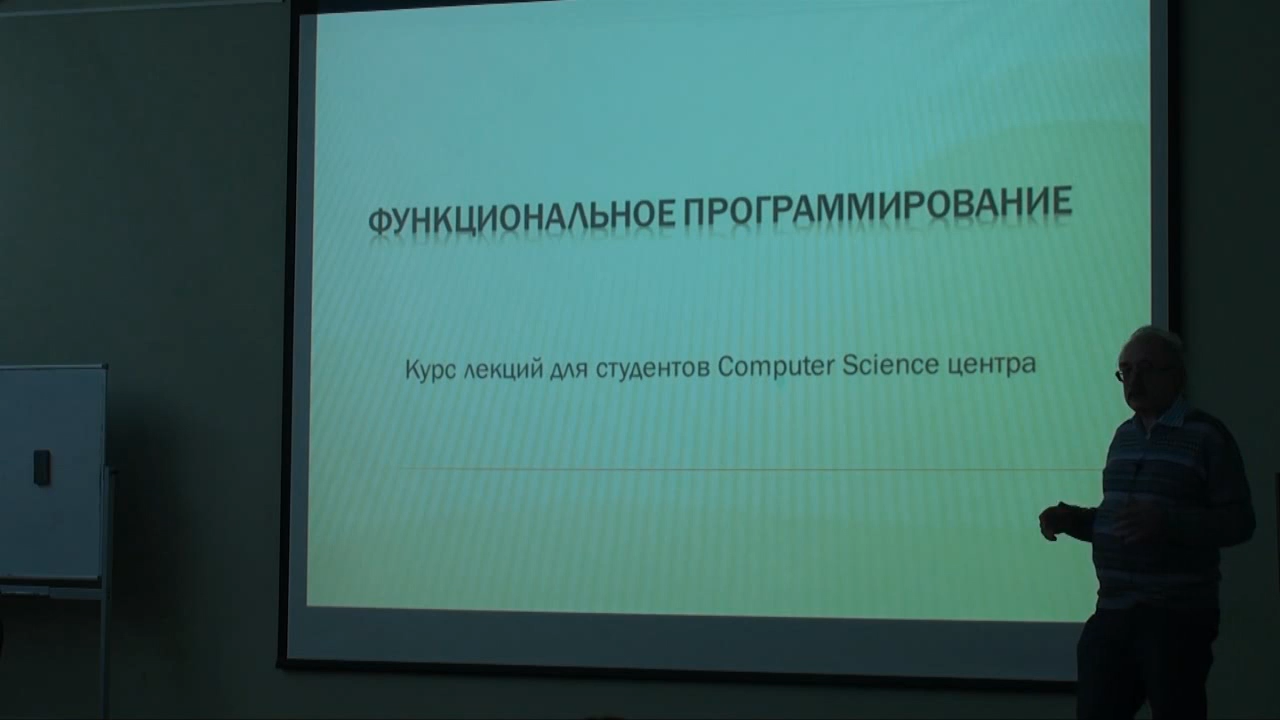 ФУНКЦИОНАЛЬНОЕ ПРОГРАММИРОВАНИЕ
Курс лекций для студентов Computer Science центра